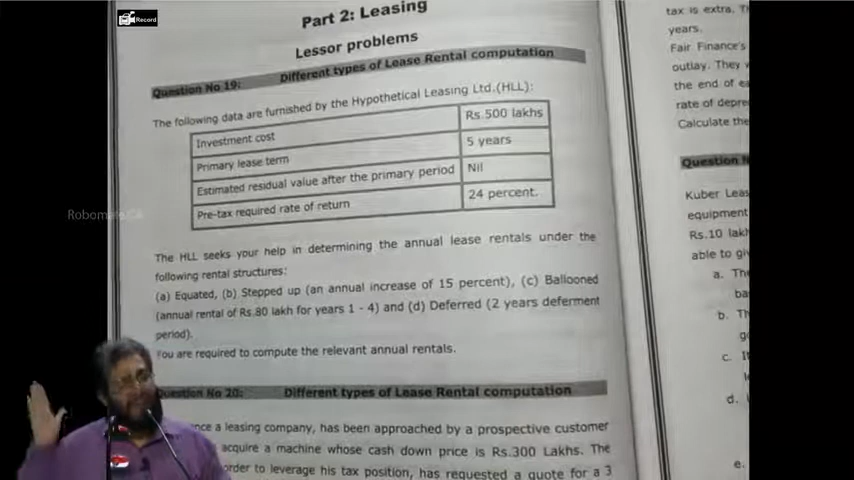 Record
Part 2: Leasing
Lessor problems
Question No 19: Different types of Lease Rental computation
The following data are furnished by the Hypothetical Leasing Ltd.(HLL):
Investment cost Rs.500 lakhs
Primary lease term 5 years
Estimated residual value after the primary period Nil
Pre-tax required rate of return 24 percent.
The HLL seeks your help in determining the annual lease rentals under the
following rental structures:
(a) Equated, (b) Stepped up (an annual increase of 15 percent), (c) Ballooned
(annual rental of Rs.80 lakh for years 1 - 4) and (d) Deferred (2 years deferment
period).
You are required to compute the relevant annual rentals.
Question No 20: Different types of Lease Rental computation
a leasing company, has been approached by a prospective customer
acquire a machine whose cash down price is Rs.300 Lakhs. The
order to leverage his tax position, has requested a quote for a 3
tax is extra.
years.
Fair Finance's
outlay. They
the end of
rate of
Calculate the
Question
Kuber
equipment
Rs.10
able to
a.
b.
c.
d.
e.
Robomate